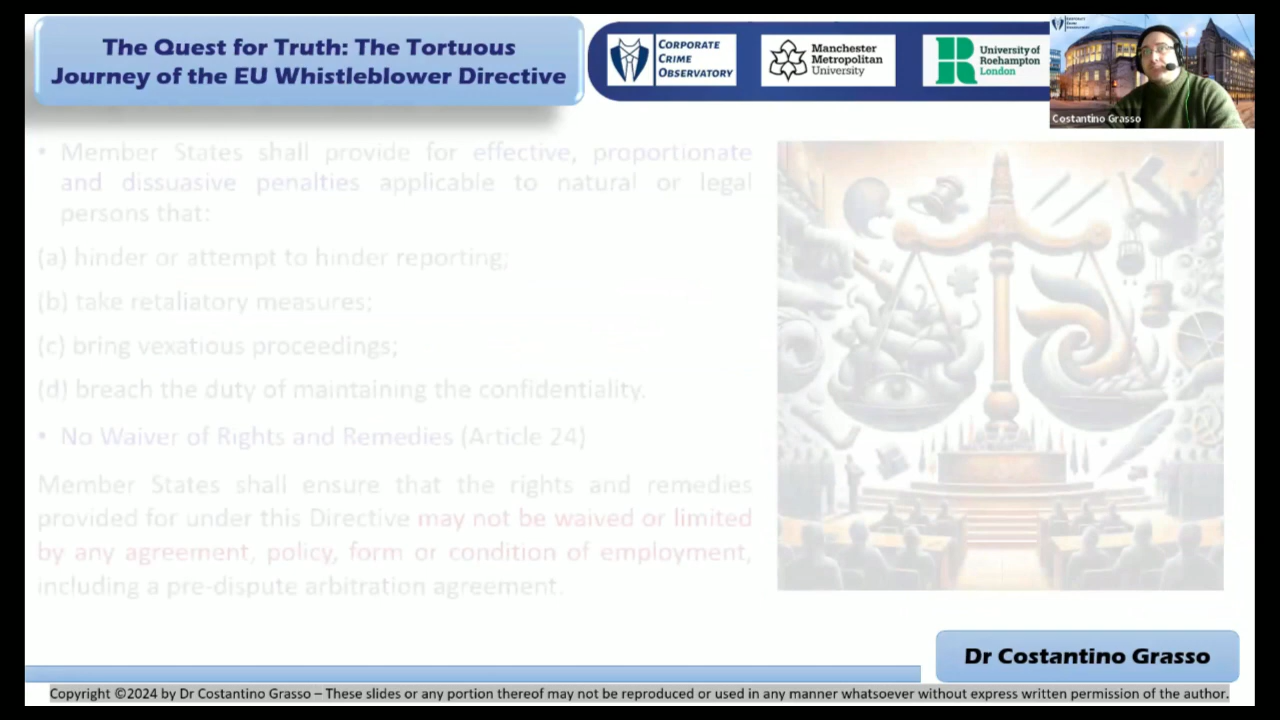 The Quest for Truth: The Tortuous
Journey of the EU Whistleblower Directive
CORPORATE
CRIME
OBSERVATORY
Manchester
Metropolitan
University
University of
Roehampton
London
Costantino Grasso
• Member States shall provide for effective, proportionate
and dissuasive penalties applicable to natural or legal
persons that:
(a) hinder or attempt to hinder reporting;
(b) take retaliatory measures;
(c) bring vexatious proceedings;
(d) breach the duty of maintaining the confidentiality.
• No Waiver of Rights and Remedies (Article 24)
Member States shall ensure that the rights and remedies
provided for under this Directive may not be waived or limited
by any agreement, policy, form or condition of employment,
including a pre-dispute arbitration agreement.
Dr Costantino Grasso
Copyright ©2024 by Dr Costantino Grasso – These slides or any portion thereof may not be reproduced or used in any manner whatsoever without express written permission of the author.